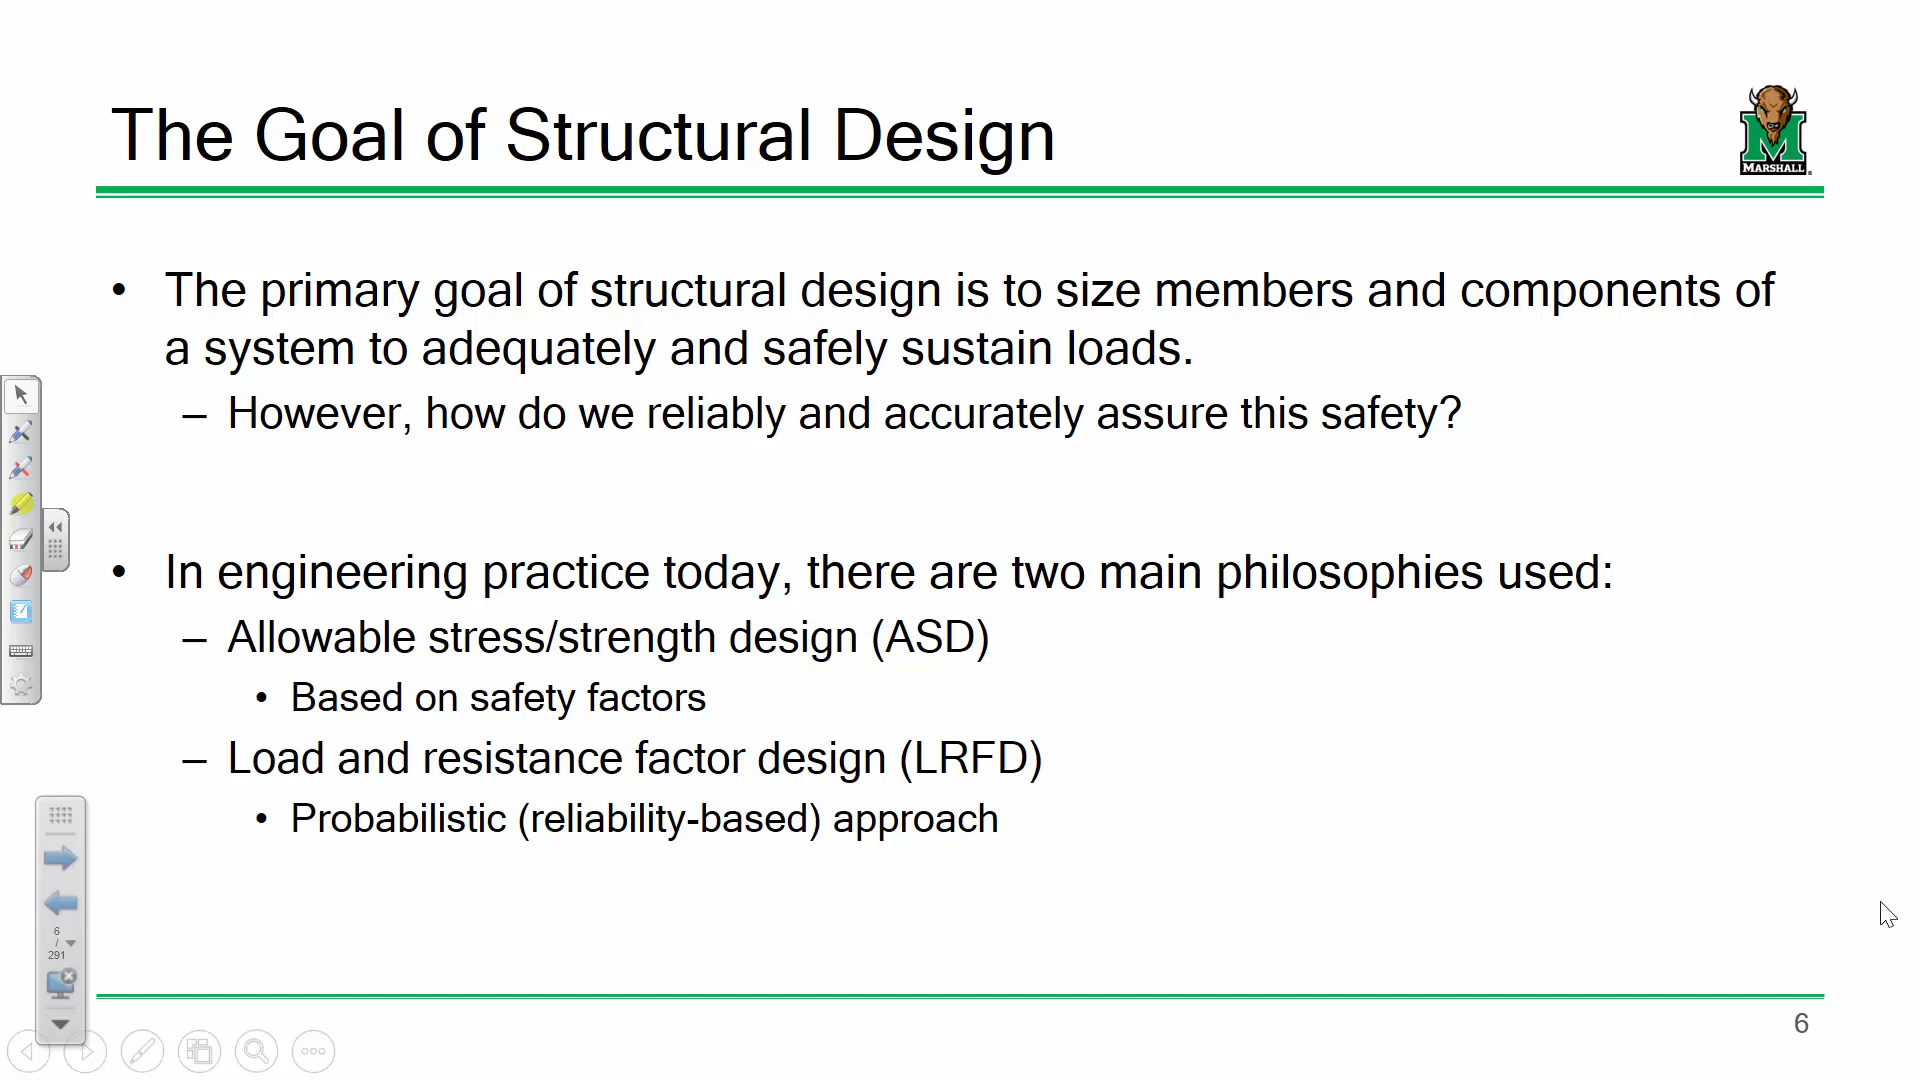 The Goal of Structural Design
MARSHALL
• The primary goal of structural design is to size members and components of
a system to adequately and safely sustain loads.
– However, how do we reliably and accurately assure this safety?
• In engineering practice today, there are two main philosophies used:
– Allowable stress/strength design (ASD)
• Based on safety factors
– Load and resistance factor design (LRFD)
• Probabilistic (reliability-based) approach
6
/
291
6